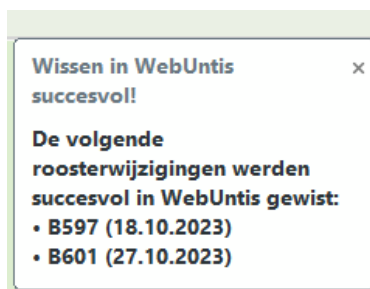 Wissen in WebUntis ×
succesvol!
De volgende
roosterwijzigingen werden
succesvol in WebUntis gewist:
• B597 (18.10.2023)
• B601 (27.10.2023)